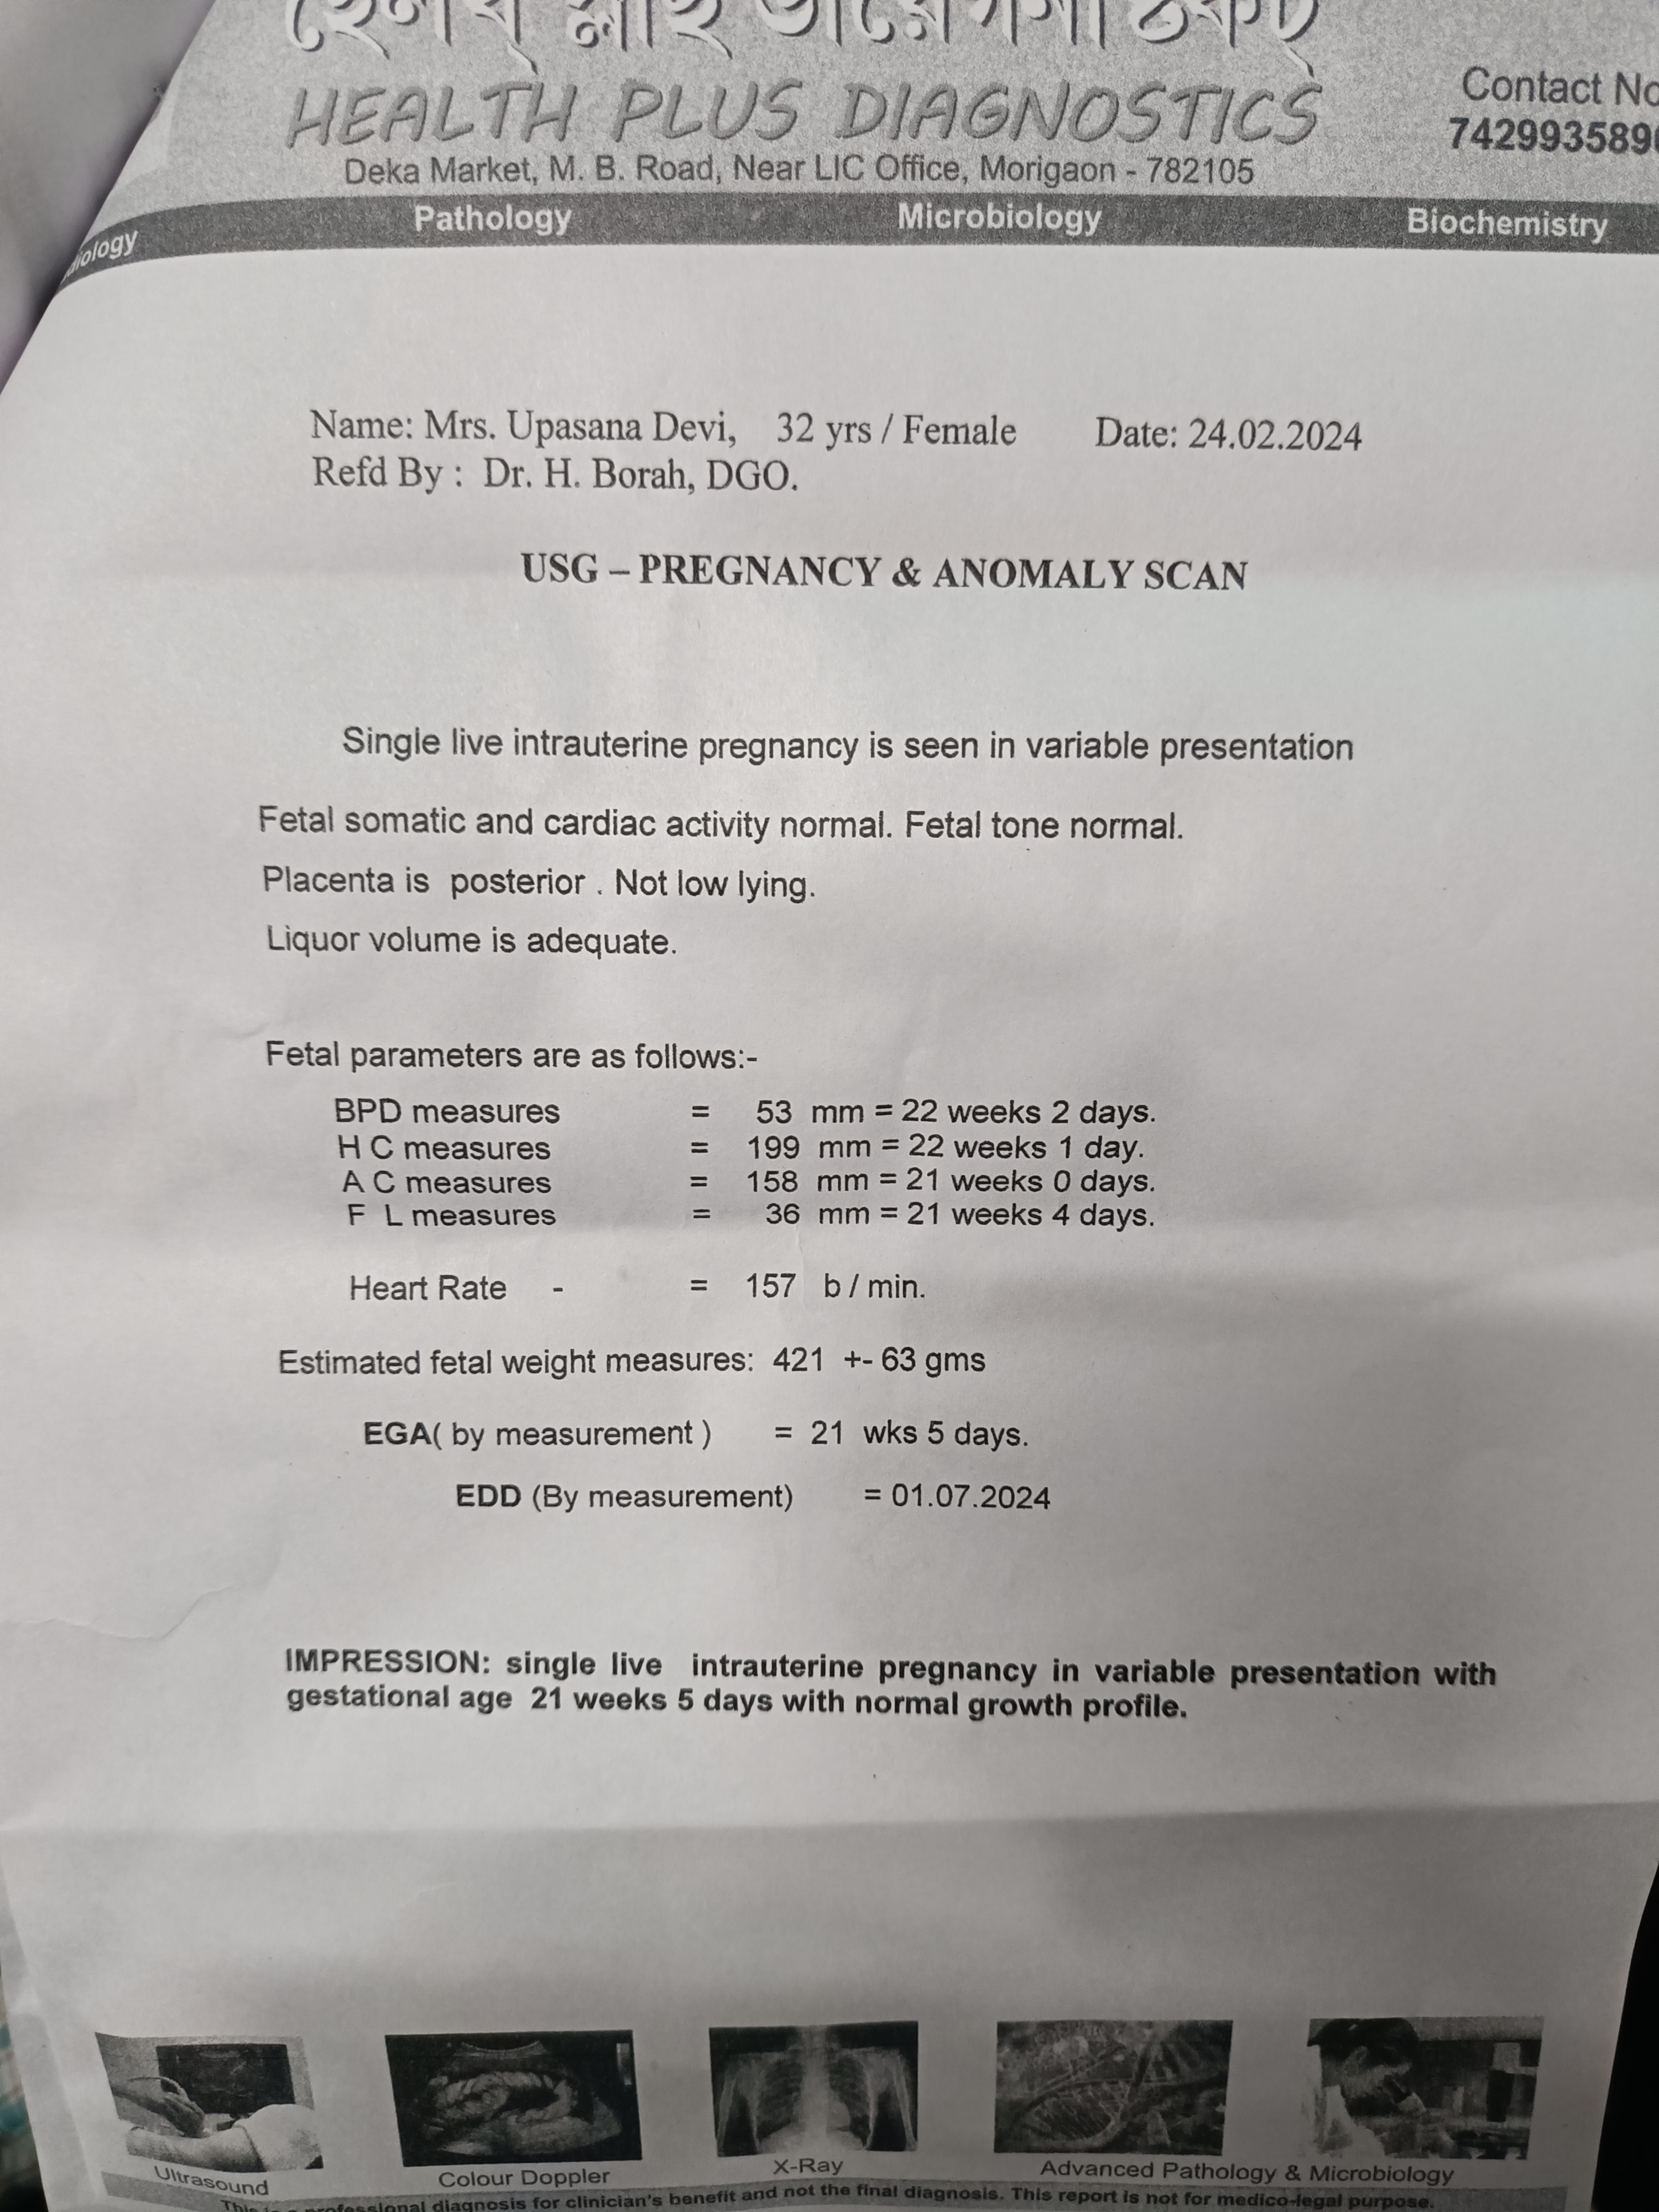 হেল্থ প্লাছ ডায়েগনোষ্টিকছ্
HEALTH PLUS DIAGNOSTICS
Contact No
7429935890
Deka Market, M. B. Road, Near LIC Office, Morigaon - 782105
iology Pathology Microbiology Biochemistry
Name: Mrs. Upasana Devi, 32 yrs / Female Date: 24.02.2024
Refd By : Dr. H. Borah, DGO.
USG – PREGNANCY & ANOMALY SCAN
Single live intrauterine pregnancy is seen in variable presentation
Fetal somatic and cardiac activity normal. Fetal tone normal.
Placenta is posterior . Not low lying.
Liquor volume is adequate.
Fetal parameters are as follows:-
BPD measures = 53 mm = 22 weeks 2 days.
H C measures = 199 mm = 22 weeks 1 day.
A C measures = 158 mm = 21 weeks 0 days.
F L measures = 36 mm = 21 weeks 4 days.
Heart Rate - = 157 b / min.
Estimated fetal weight measures: 421 +- 63 gms
EGA( by measurement ) = 21 wks 5 days.
EDD (By measurement) = 01.07.2024
IMPRESSION: single live intrauterine pregnancy in variable presentation with
gestational age 21 weeks 5 days with normal growth profile.
Ultrasound Colour Doppler X-Ray Advanced Pathology & Microbiology
This is a professional diagnosis for clinician's benefit and not the final diagnosis. This report is not for medico-legal purpose.